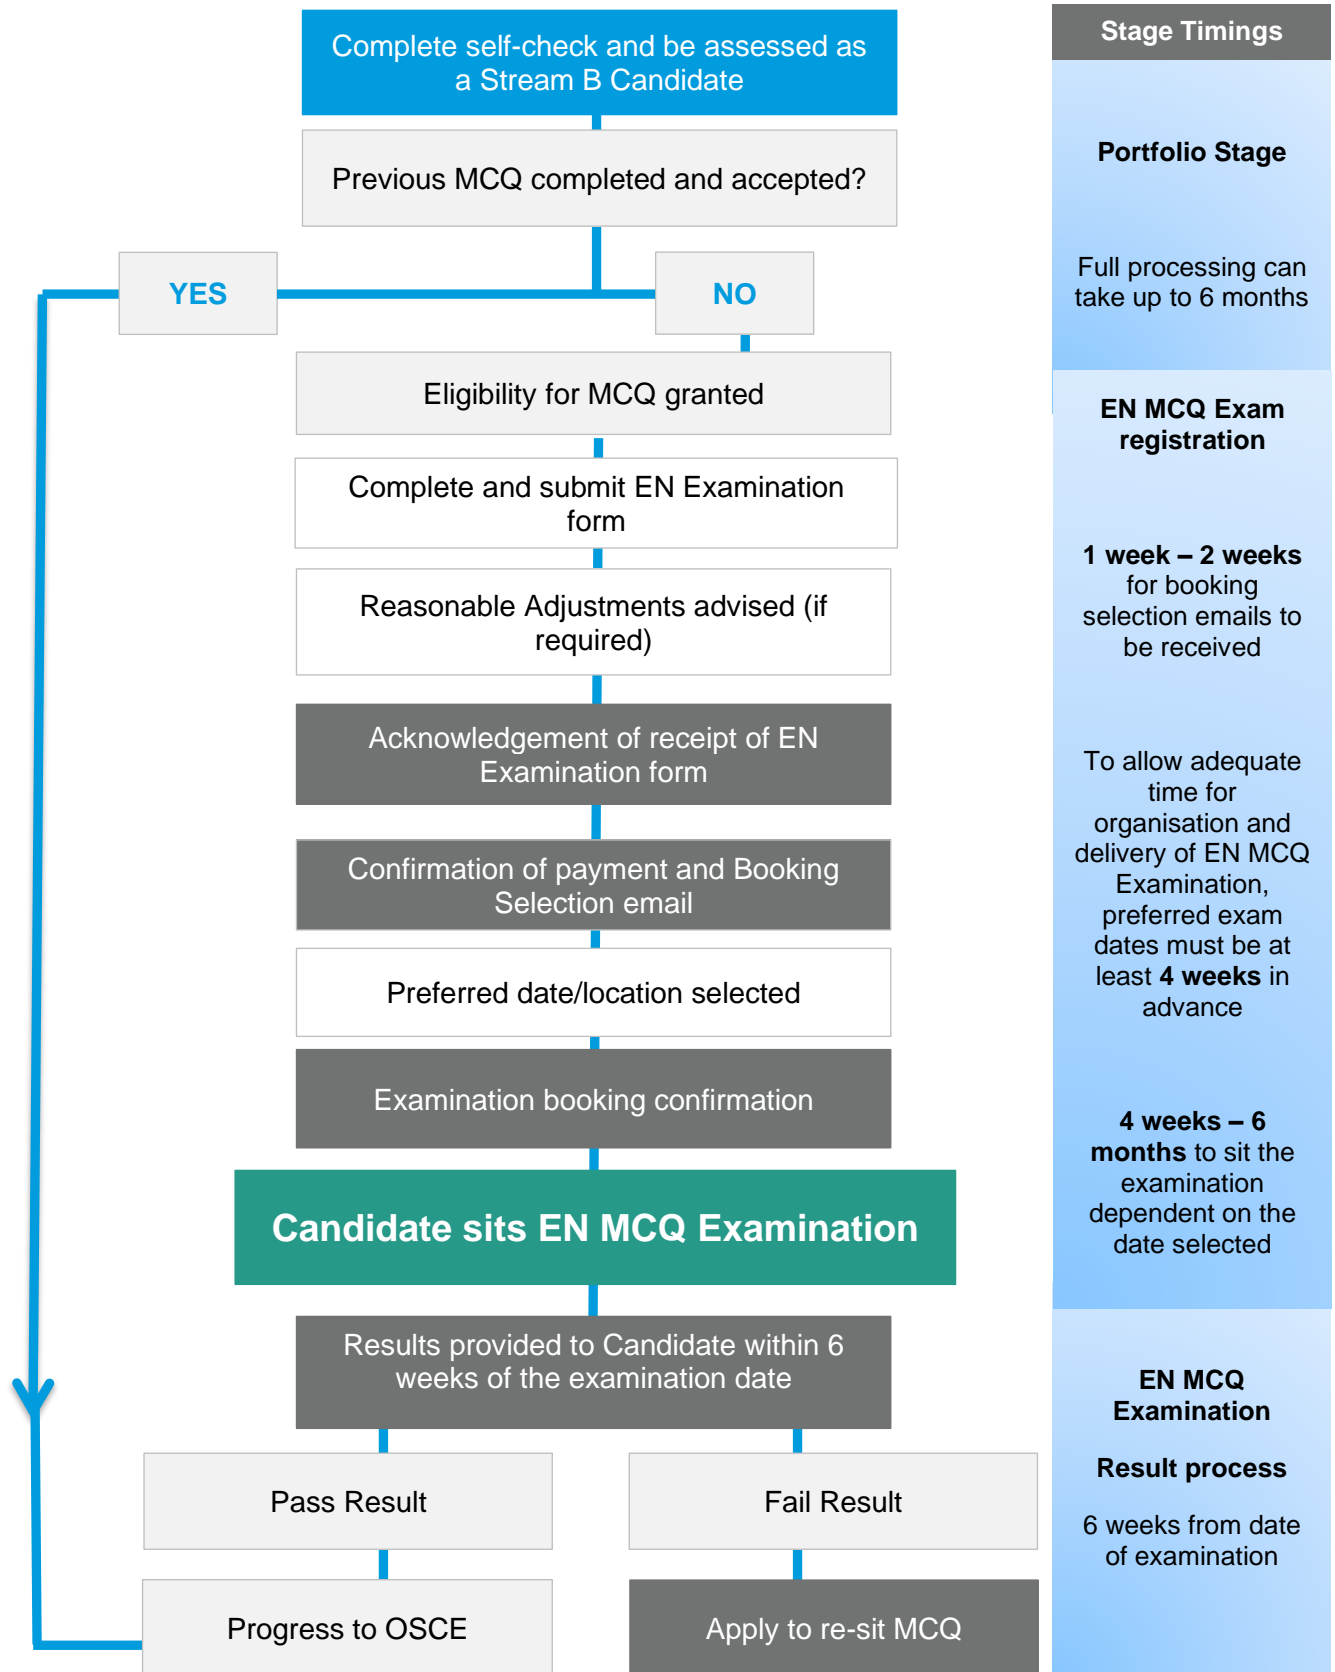 Complete self-check and be assessed as
a Stream B Candidate
Previous MCQ completed and accepted?
YES
NO
Eligibility for MCQ granted
Complete and submit EN Examination
form
Reasonable Adjustments advised (if
required)
Acknowledgement of receipt of EN
Examination form
Confirmation of payment and Booking
Selection email
Preferred date/location selected
Examination booking confirmation
Candidate sits EN MCQ Examination
Results provided to Candidate within 6
weeks of the examination date
Pass Result
Fail Result
Progress to OSCE
Apply to re-sit MCQ
Stage Timings
Portfolio Stage
Full processing can
take up to 6 months
EN MCQ Exam
registration
1 week – 2 weeks
for booking
selection emails to
be received
To allow adequate
time for
organisation and
delivery of EN MCQ
Examination,
preferred exam
dates must be at
least 4 weeks in
advance
4 weeks – 6
months to sit the
examination
dependent on the
date selected
EN MCQ
Examination
Result process
6 weeks from date
of examination